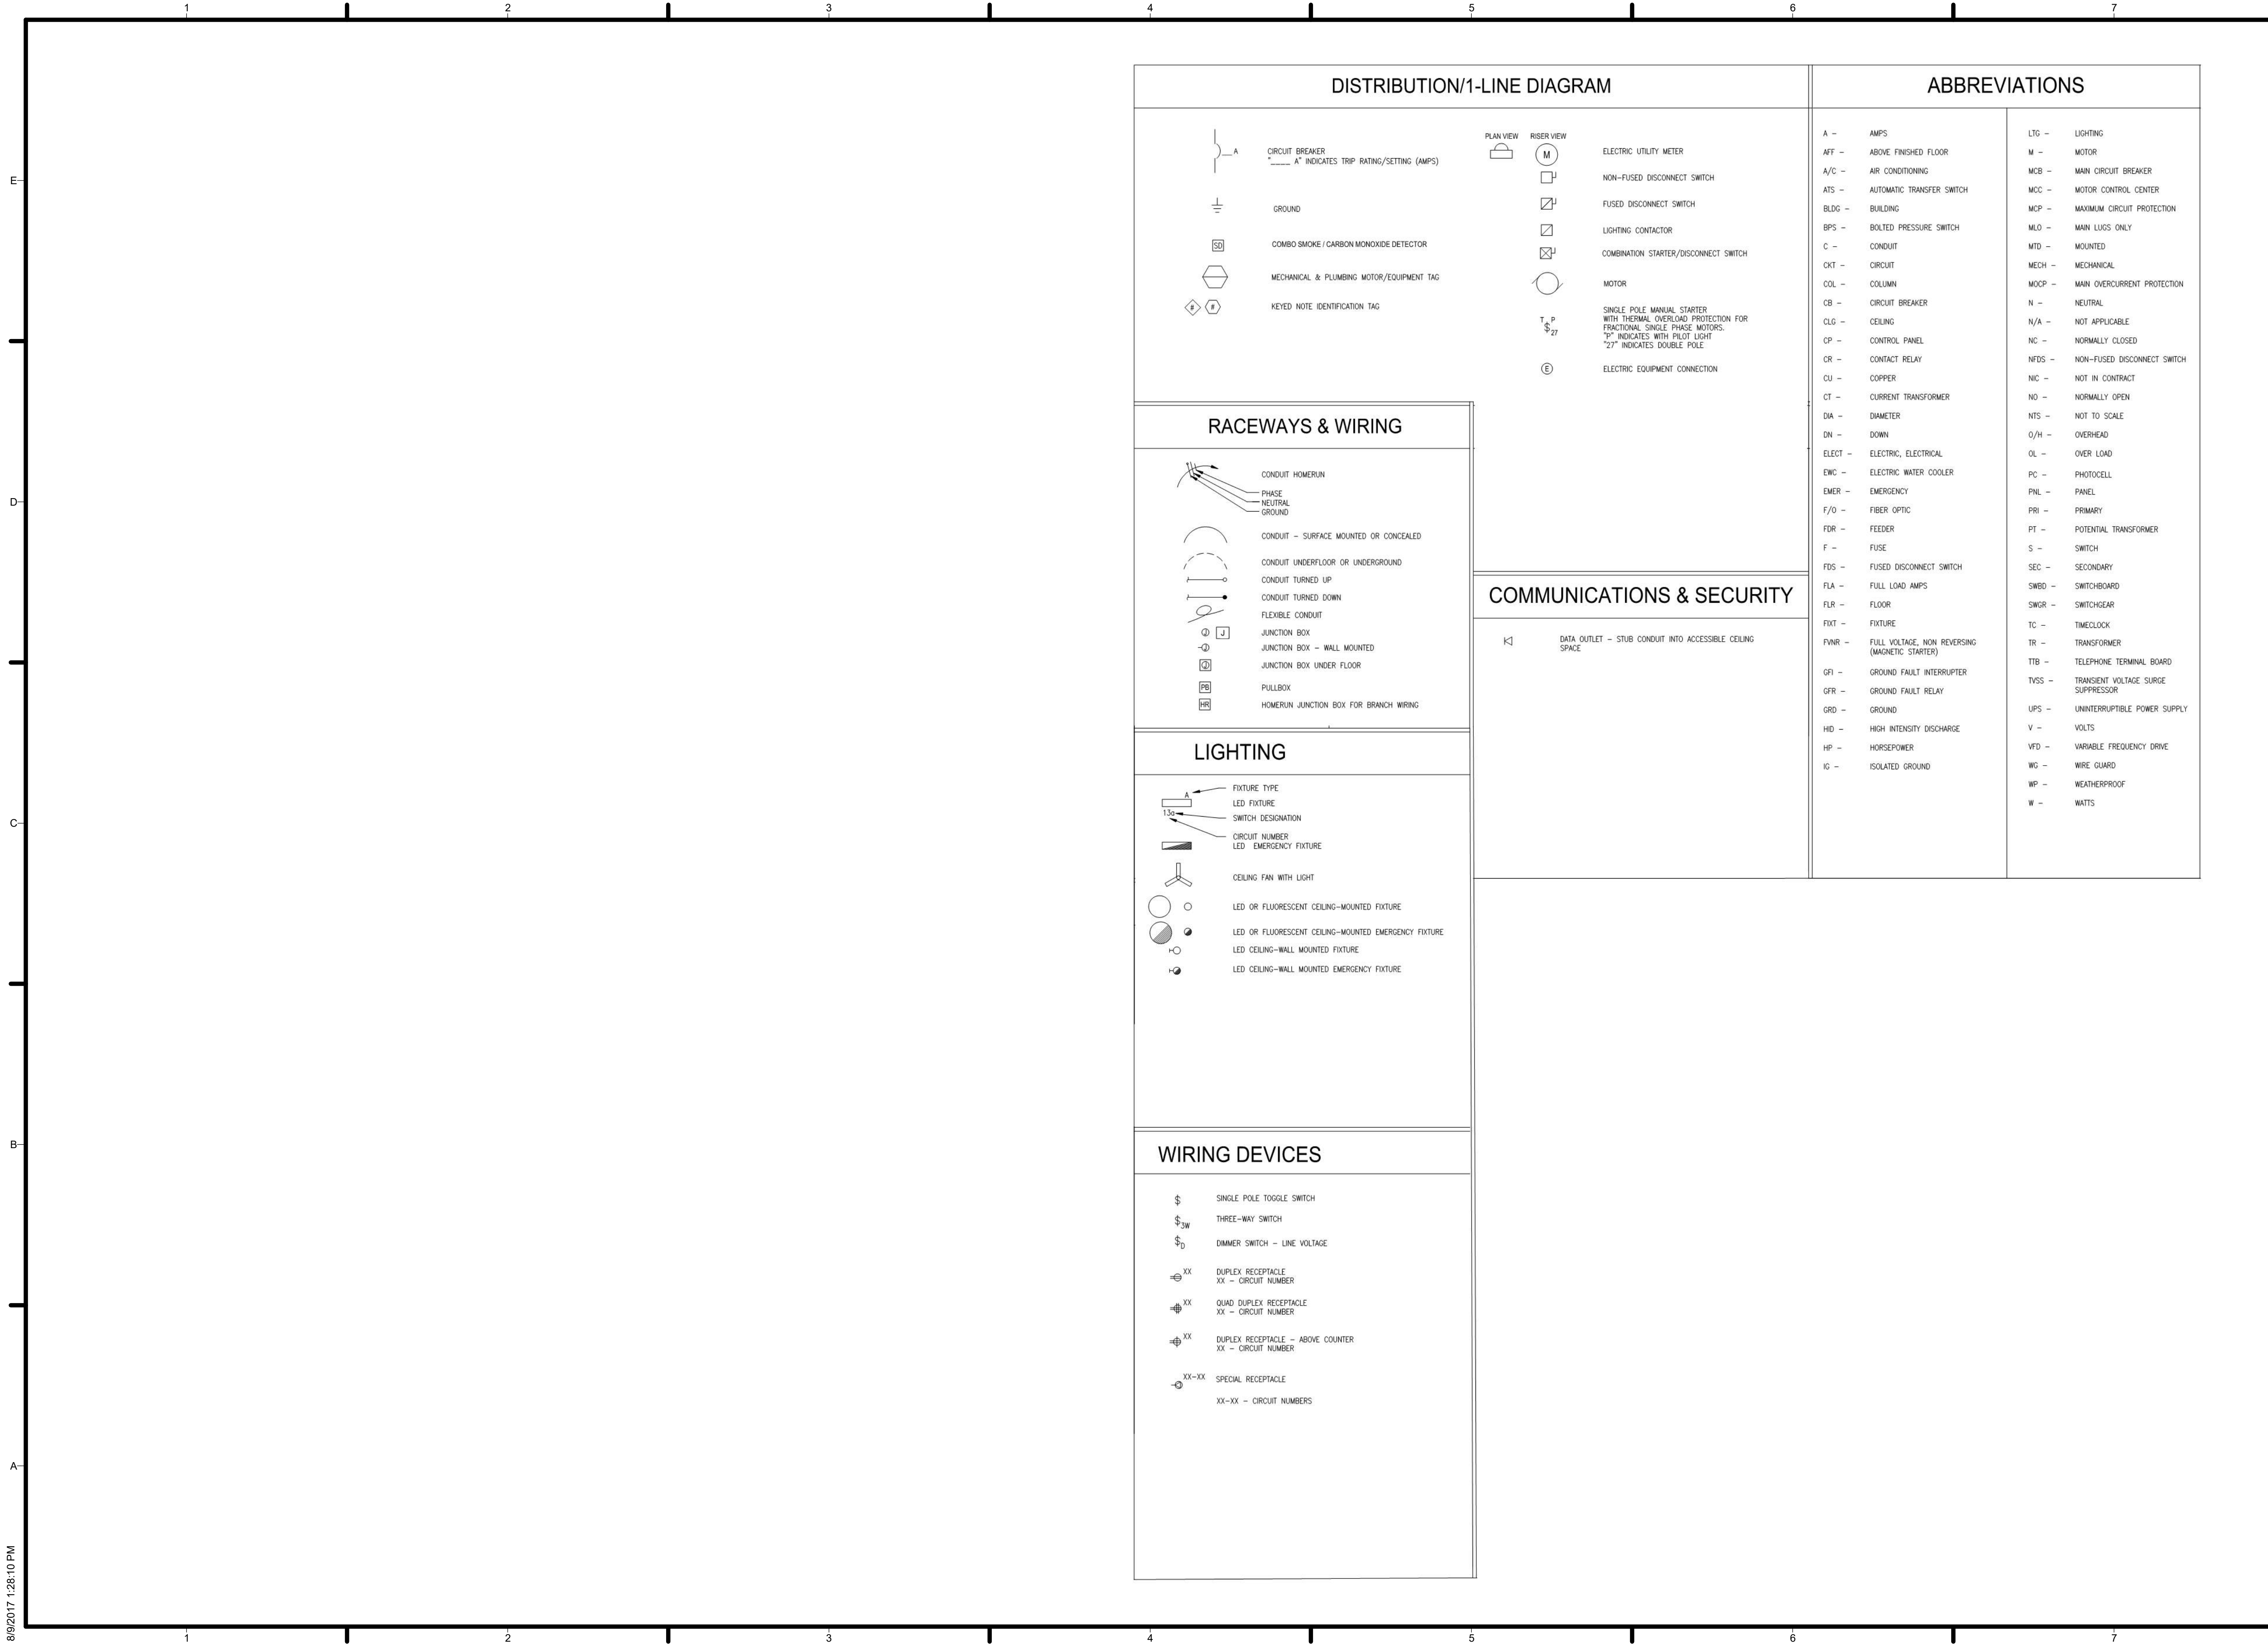 1
2
3
4
5
6
7
DISTRIBUTION/1-LINE DIAGRAM
A
CIRCUIT BREAKER
"____ A" INDICATES TRIP RATING/SETTING (AMPS)
GROUND
SD
COMBO SMOKE / CARBON MONOXIDE DETECTOR
MECHANICAL & PLUMBING MOTOR/EQUIPMENT TAG
# #
KEYED NOTE IDENTIFICATION TAG
PLAN VIEW RISER VIEW
M
ELECTRIC UTILITY METER
NON-FUSED DISCONNECT SWITCH
FUSED DISCONNECT SWITCH
LIGHTING CONTACTOR
COMBINATION STARTER/DISCONNECT SWITCH
MOTOR
T P
$ 27
SINGLE POLE MANUAL STARTER
WITH THERMAL OVERLOAD PROTECTION FOR
FRACTIONAL SINGLE PHASE MOTORS.
"P" INDICATES WITH PILOT LIGHT
"27" INDICATES DOUBLE POLE
E
ELECTRIC EQUIPMENT CONNECTION
RACEWAYS & WIRING
CONDUIT HOMERUN
PHASE
NEUTRAL
GROUND
CONDUIT - SURFACE MOUNTED OR CONCEALED
CONDUIT UNDERFLOOR OR UNDERGROUND
CONDUIT TURNED UP
CONDUIT TURNED DOWN
FLEXIBLE CONDUIT
J J JUNCTION BOX
J JUNCTION BOX - WALL MOUNTED
J JUNCTION BOX UNDER FLOOR
PB PULLBOX
HR HOMERUN JUNCTION BOX FOR BRANCH WIRING
LIGHTING
A
FIXTURE TYPE
LED FIXTURE
13a
SWITCH DESIGNATION
CIRCUIT NUMBER
LED EMERGENCY FIXTURE
CEILING FAN WITH LIGHT
LED OR FLUORESCENT CEILING-MOUNTED FIXTURE
LED OR FLUORESCENT CEILING-MOUNTED EMERGENCY FIXTURE
LED CEILING-WALL MOUNTED FIXTURE
LED CEILING-WALL MOUNTED EMERGENCY FIXTURE
WIRING DEVICES
$ SINGLE POLE TOGGLE SWITCH
$3W THREE-WAY SWITCH
$D DIMMER SWITCH - LINE VOLTAGE
XX DUPLEX RECEPTACLE
XX - CIRCUIT NUMBER
XX QUAD DUPLEX RECEPTACLE
XX - CIRCUIT NUMBER
XX DUPLEX RECEPTACLE - ABOVE COUNTER
XX - CIRCUIT NUMBER
XX-XX SPECIAL RECEPTACLE
XX-XX - CIRCUIT NUMBERS
COMMUNICATIONS & SECURITY
DATA OUTLET - STUB CONDUIT INTO ACCESSIBLE CEILING
SPACE
ABBREVIATIONS
A - AMPS
AFF - ABOVE FINISHED FLOOR
A/C - AIR CONDITIONING
ATS - AUTOMATIC TRANSFER SWITCH
BLDG - BUILDING
BPS - BOLTED PRESSURE SWITCH
C - CONDUIT
CKT - CIRCUIT
COL - COLUMN
CB - CIRCUIT BREAKER
CLG - CEILING
CP - CONTROL PANEL
CR - CONTACT RELAY
CU - COPPER
CT - CURRENT TRANSFORMER
DIA - DIAMETER
DN - DOWN
ELECT - ELECTRIC, ELECTRICAL
EWC - ELECTRIC WATER COOLER
EMER - EMERGENCY
F/O - FIBER OPTIC
FDR - FEEDER
F - FUSE
FDS - FUSED DISCONNECT SWITCH
FLA - FULL LOAD AMPS
FLR - FLOOR
FIXT - FIXTURE
FVNR - FULL VOLTAGE, NON REVERSING
(MAGNETIC STARTER)
GFI - GROUND FAULT INTERRUPTER
GFR - GROUND FAULT RELAY
GRD - GROUND
HID - HIGH INTENSITY DISCHARGE
HP - HORSEPOWER
IG - ISOLATED GROUND
LTG - LIGHTING
M - MOTOR
MCB - MAIN CIRCUIT BREAKER
MCC - MOTOR CONTROL CENTER
MCP - MAXIMUM CIRCUIT PROTECTION
MLO - MAIN LUGS ONLY
MTD - MOUNTED
MECH - MECHANICAL
MOCP - MAIN OVERCURRENT PROTECTION
N - NEUTRAL
N/A - NOT APPLICABLE
NC - NORMALLY CLOSED
NFDS - NON-FUSED DISCONNECT SWITCH
NIC - NOT IN CONTRACT
NO - NORMALLY OPEN
NTS - NOT TO SCALE
O/H - OVERHEAD
OL - OVER LOAD
PC - PHOTOCELL
PNL - PANEL
PRI - PRIMARY
PT - POTENTIAL TRANSFORMER
S - SWITCH
SEC - SECONDARY
SWBD - SWITCHBOARD
SWGR - SWITCHGEAR
TC - TIMECLOCK
TR - TRANSFORMER
TTB - TELEPHONE TERMINAL BOARD
TVSS - TRANSIENT VOLTAGE SURGE
SUPPRESSOR
UPS - UNINTERRUPTIBLE POWER SUPPLY
V - VOLTS
VFD - VARIABLE FREQUENCY DRIVE
WG - WIRE GUARD
WP - WEATHERPROOF
W - WATTS
E
D
C
B
A
8/9/2017 1:28:10 PM
1
2
3
4
5
6
7